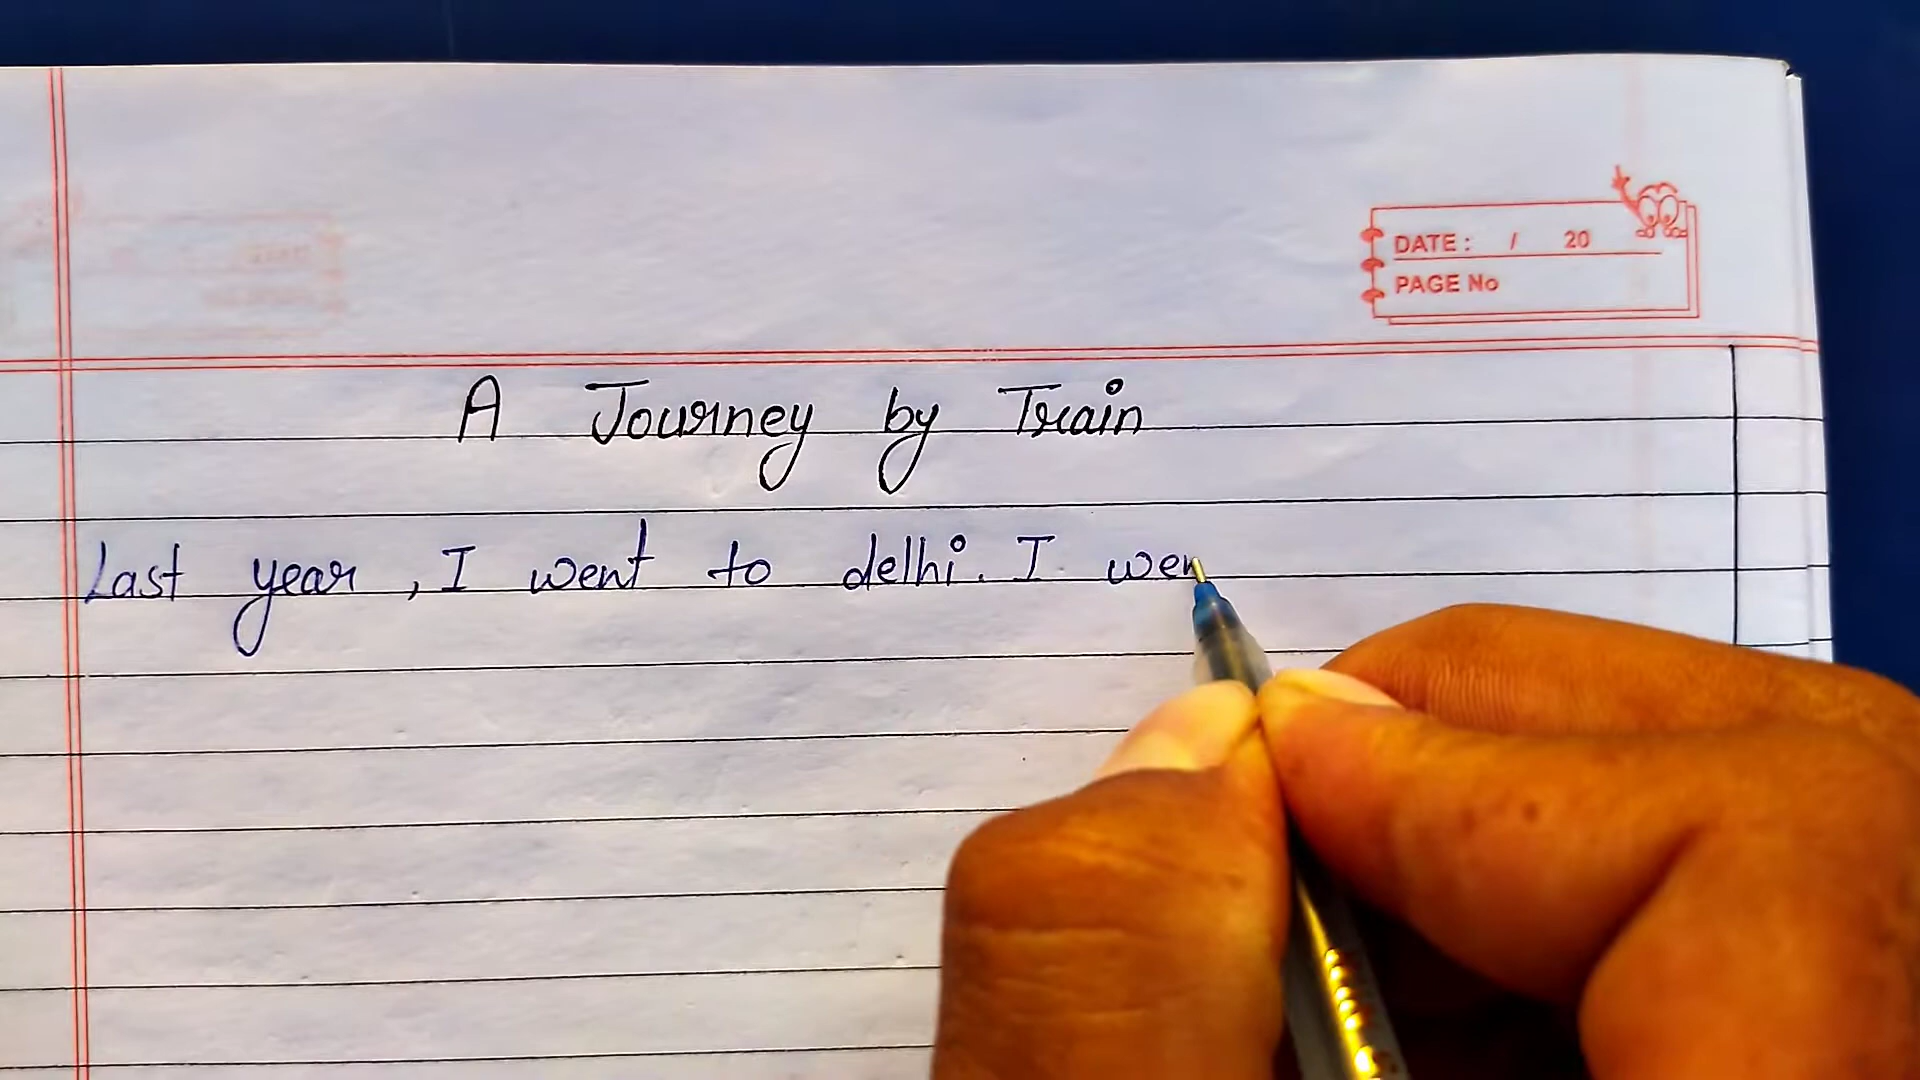 DATE : / 20
PAGE No
A Journey by Train
Last year , I went to delhi. I wen